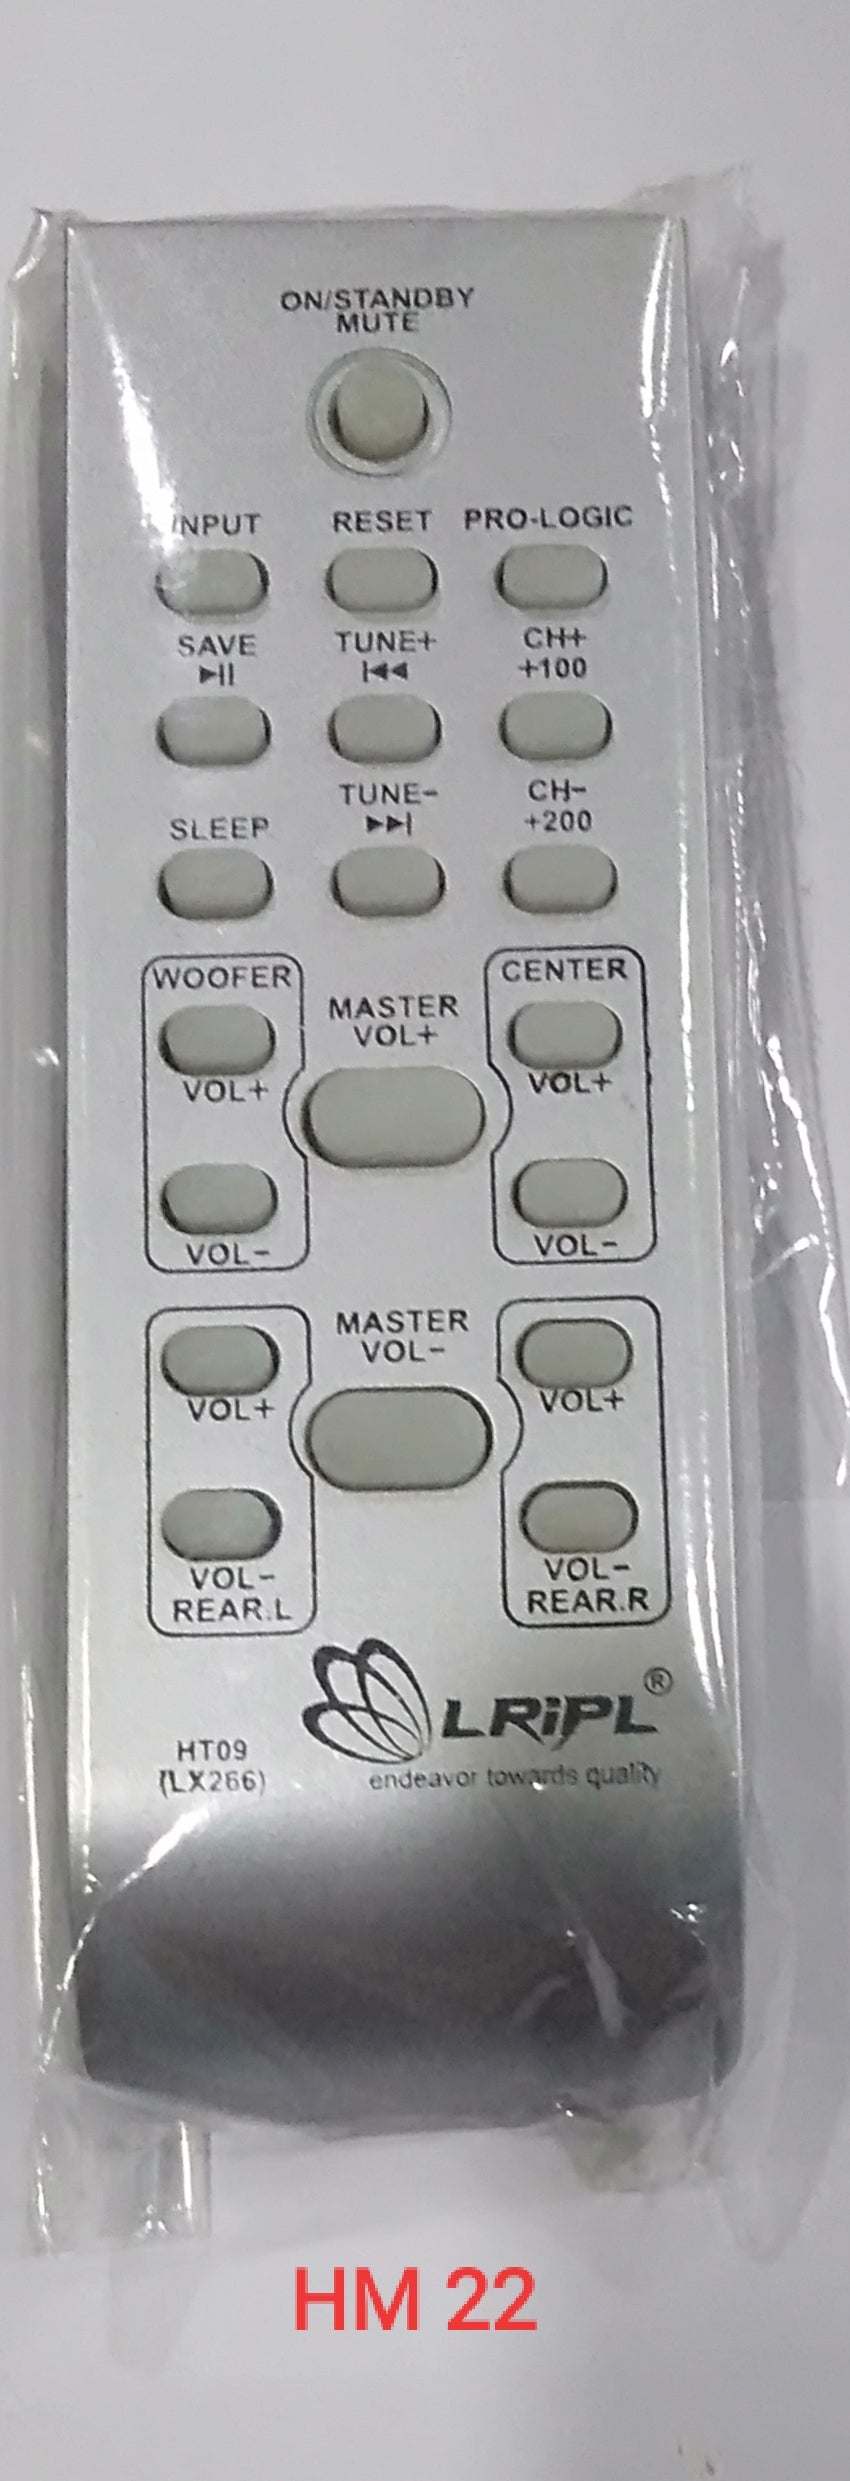 ON/STANDBY
MUTE
INPUT RESET PRO-LOGIC
SAVE TUNE+ CH+
⏯ ⏮ +100
TUNE- CH-
SLEEP ⏭ +200
WOOFER CENTER
MASTER
VOL+
VOL+ VOL+
VOL- VOL-
MASTER
VOL-
VOL+ VOL+
VOL- VOL-
REAR.L REAR.R
LRiPL®
HT09
(LX266) endeavor towards quality
HM 22